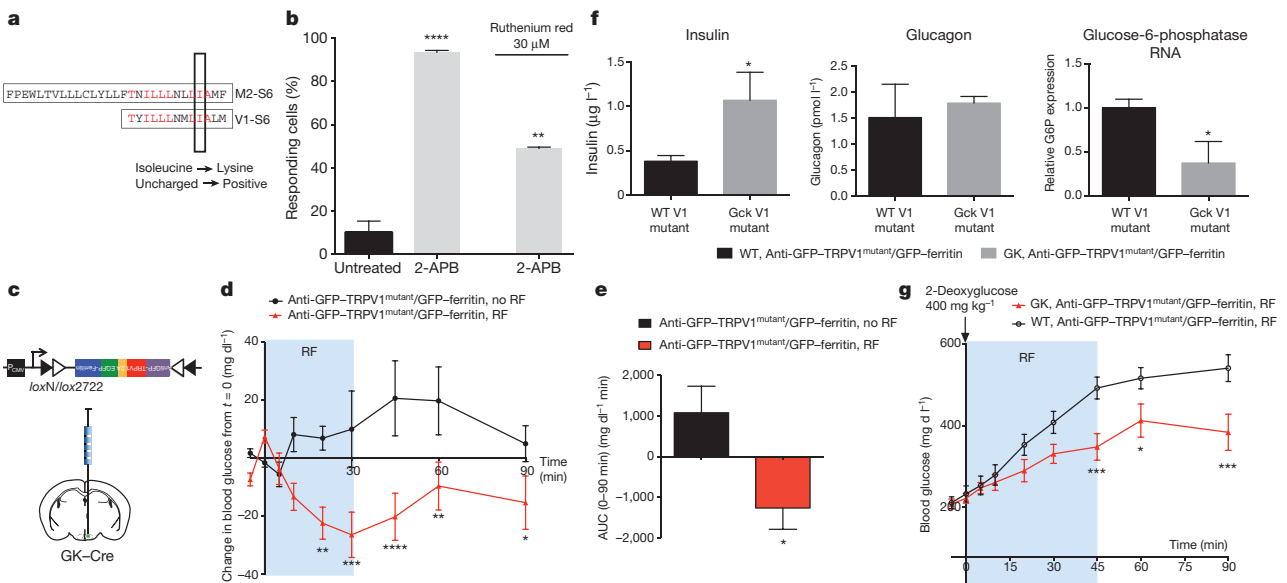 a
FPEWLTVLLLCLYLLFTNILLLNLLIAMF M2-S6
TYILLLNMLIALM V1-S6
Isoleucine → Lysine
Uncharged → Positive
b
Responding cells (%)
100
80
60
40
20
0
****
Ruthenium red
30 µM
**
Untreated
2-APB
2-APB
c
PCMV
loxN/lox2722
GK–Cre
d
Anti-GFP–TRPV1mutant/GFP–ferritin, no RF
Anti-GFP–TRPV1mutant/GFP–ferritin, RF
Change in blood glucose from t = 0 (mg dl−1)
40
20
0
−20
−40
RF
30
60
90
Time
(min)
**
***
****
**
*
e
Anti-GFP–TRPV1mutant/GFP–ferritin, no RF
Anti-GFP–TRPV1mutant/GFP–ferritin, RF
AUC (0–90 min) (mg dl−1 min)
2,000
1,000
0
−1,000
−2,000
*
f
Insulin
Insulin (µg l−1)
1.5
1.0
0.5
0
*
WT V1
mutant
Gck V1
mutant
Glucagon
Glucagon (pmol l−1)
2.5
2.0
1.5
1.0
0.5
0
WT V1
mutant
Gck V1
mutant
Glucose-6-phosphatase
RNA
Relative G6P expression
1.5
1.0
0.5
0
*
WT V1
mutant
Gck V1
mutant
WT, Anti-GFP–TRPV1mutant/GFP–ferritin
GK, Anti-GFP–TRPV1mutant/GFP–ferritin
g
2-Deoxyglucose
400 mg kg−1
GK, Anti-GFP–TRPV1mutant/GFP–ferritin, RF
WT, Anti-GFP–TRPV1mutant/GFP–ferritin, RF
Blood glucose (mg d l−1)
600
400
200
RF
***
*
***
Time (min)
0
15
30
45
60
75
90